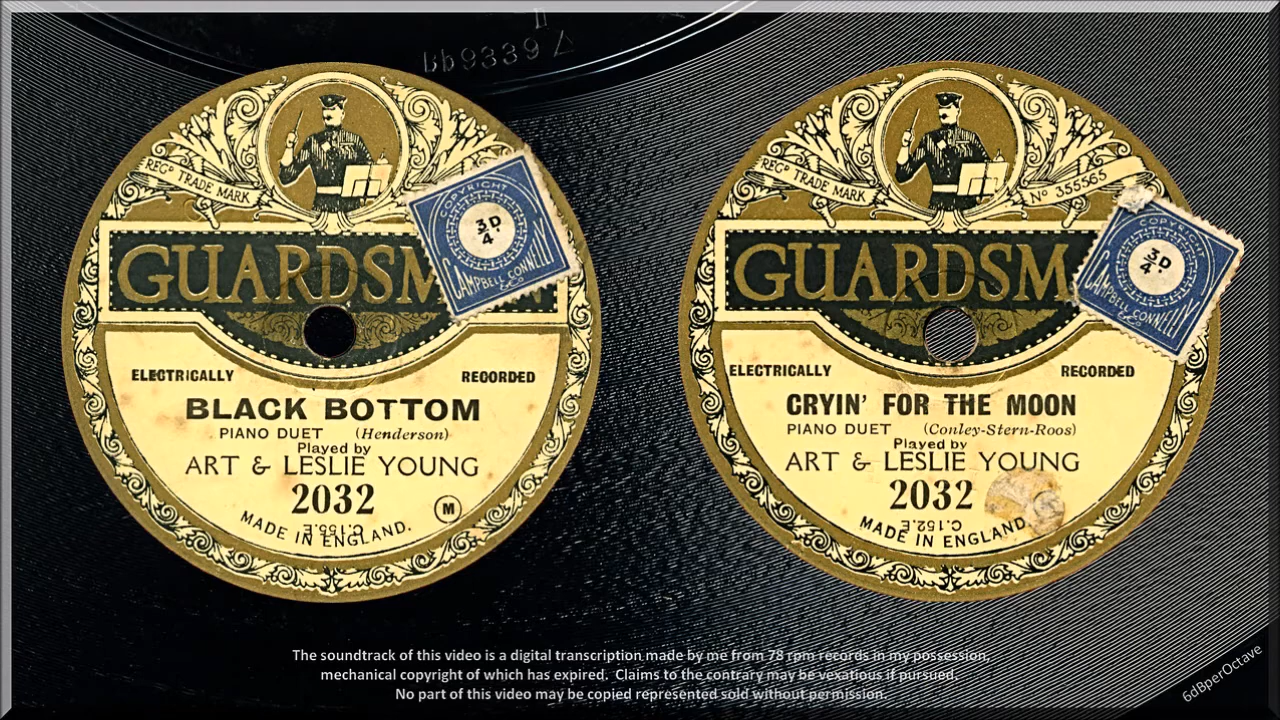 Bb9339 △
REGD TRADE MARK
COPYRIGHT
3D
4
CAMPBELL CONNELLY
& Co
GUARDSM
ELECTRICALLY RECORDED
BLACK BOTTOM
PIANO DUET (Henderson)
Played by
ART & LESLIE YOUNG
2032
M
MADE IN ENGLAND.
C.155.E
REGD TRADE MARK
No 355565
COPYRIGHT
3D.
4
CAMPBELL CONNELLY
& Co
GUARDSM
ELECTRICALLY RECORDED
CRYIN' FOR THE MOON
PIANO DUET (Conley-Stern-Roos)
Played by
ART & LESLIE YOUNG
2032
C.152.E
MADE IN ENGLAND
The soundtrack of this video is a digital transcription made by me from 78 rpm records in my possession,
mechanical copyright of which has expired. Claims to the contrary may be vexatious if pursued.
No part of this video may be copied represented sold without permission.
6dBperOctave